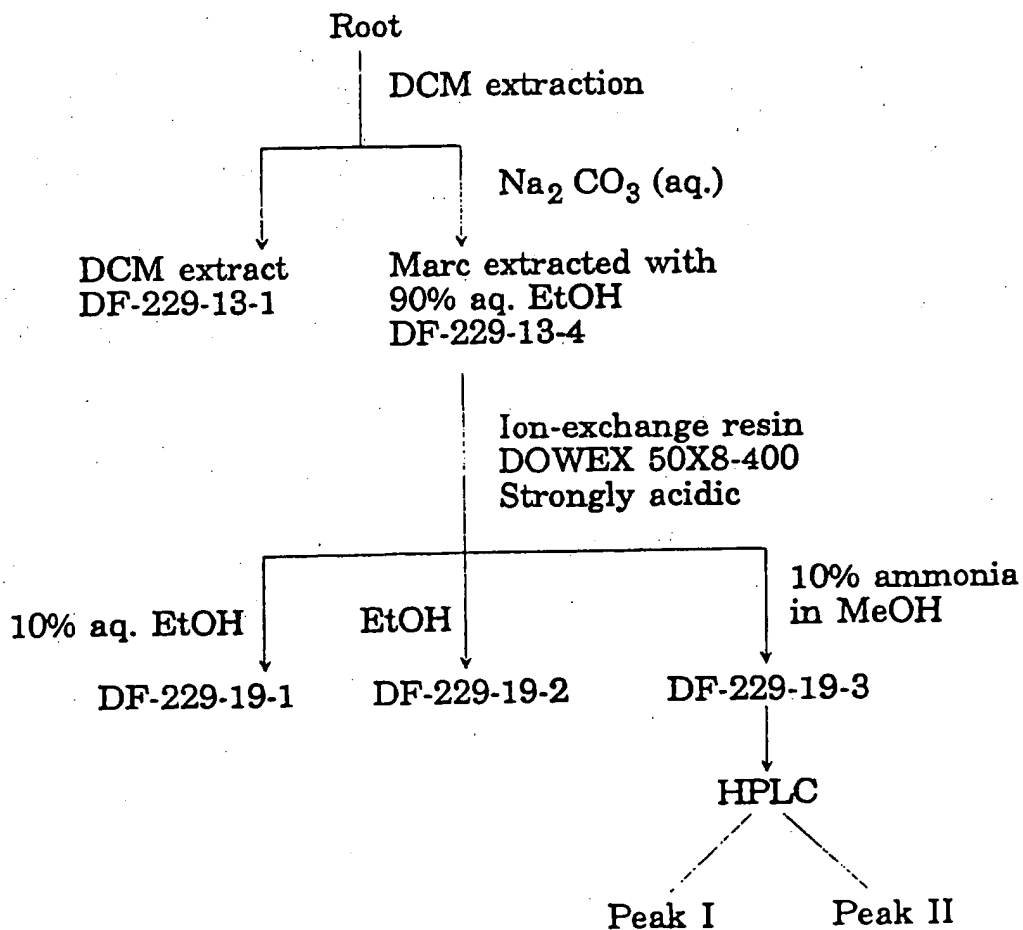 Root
DCM extraction
Na2 CO3 (aq.)
DCM extract
DF-229-13-1
Marc extracted with
90% aq. EtOH
DF-229-13-4
Ion-exchange resin
DOWEX 50X8-400
Strongly acidic
10% aq. EtOH
EtOH
10% ammonia
in MeOH
DF-229-19-1
DF-229-19-2
DF-229-19-3
HPLC
Peak I
Peak II